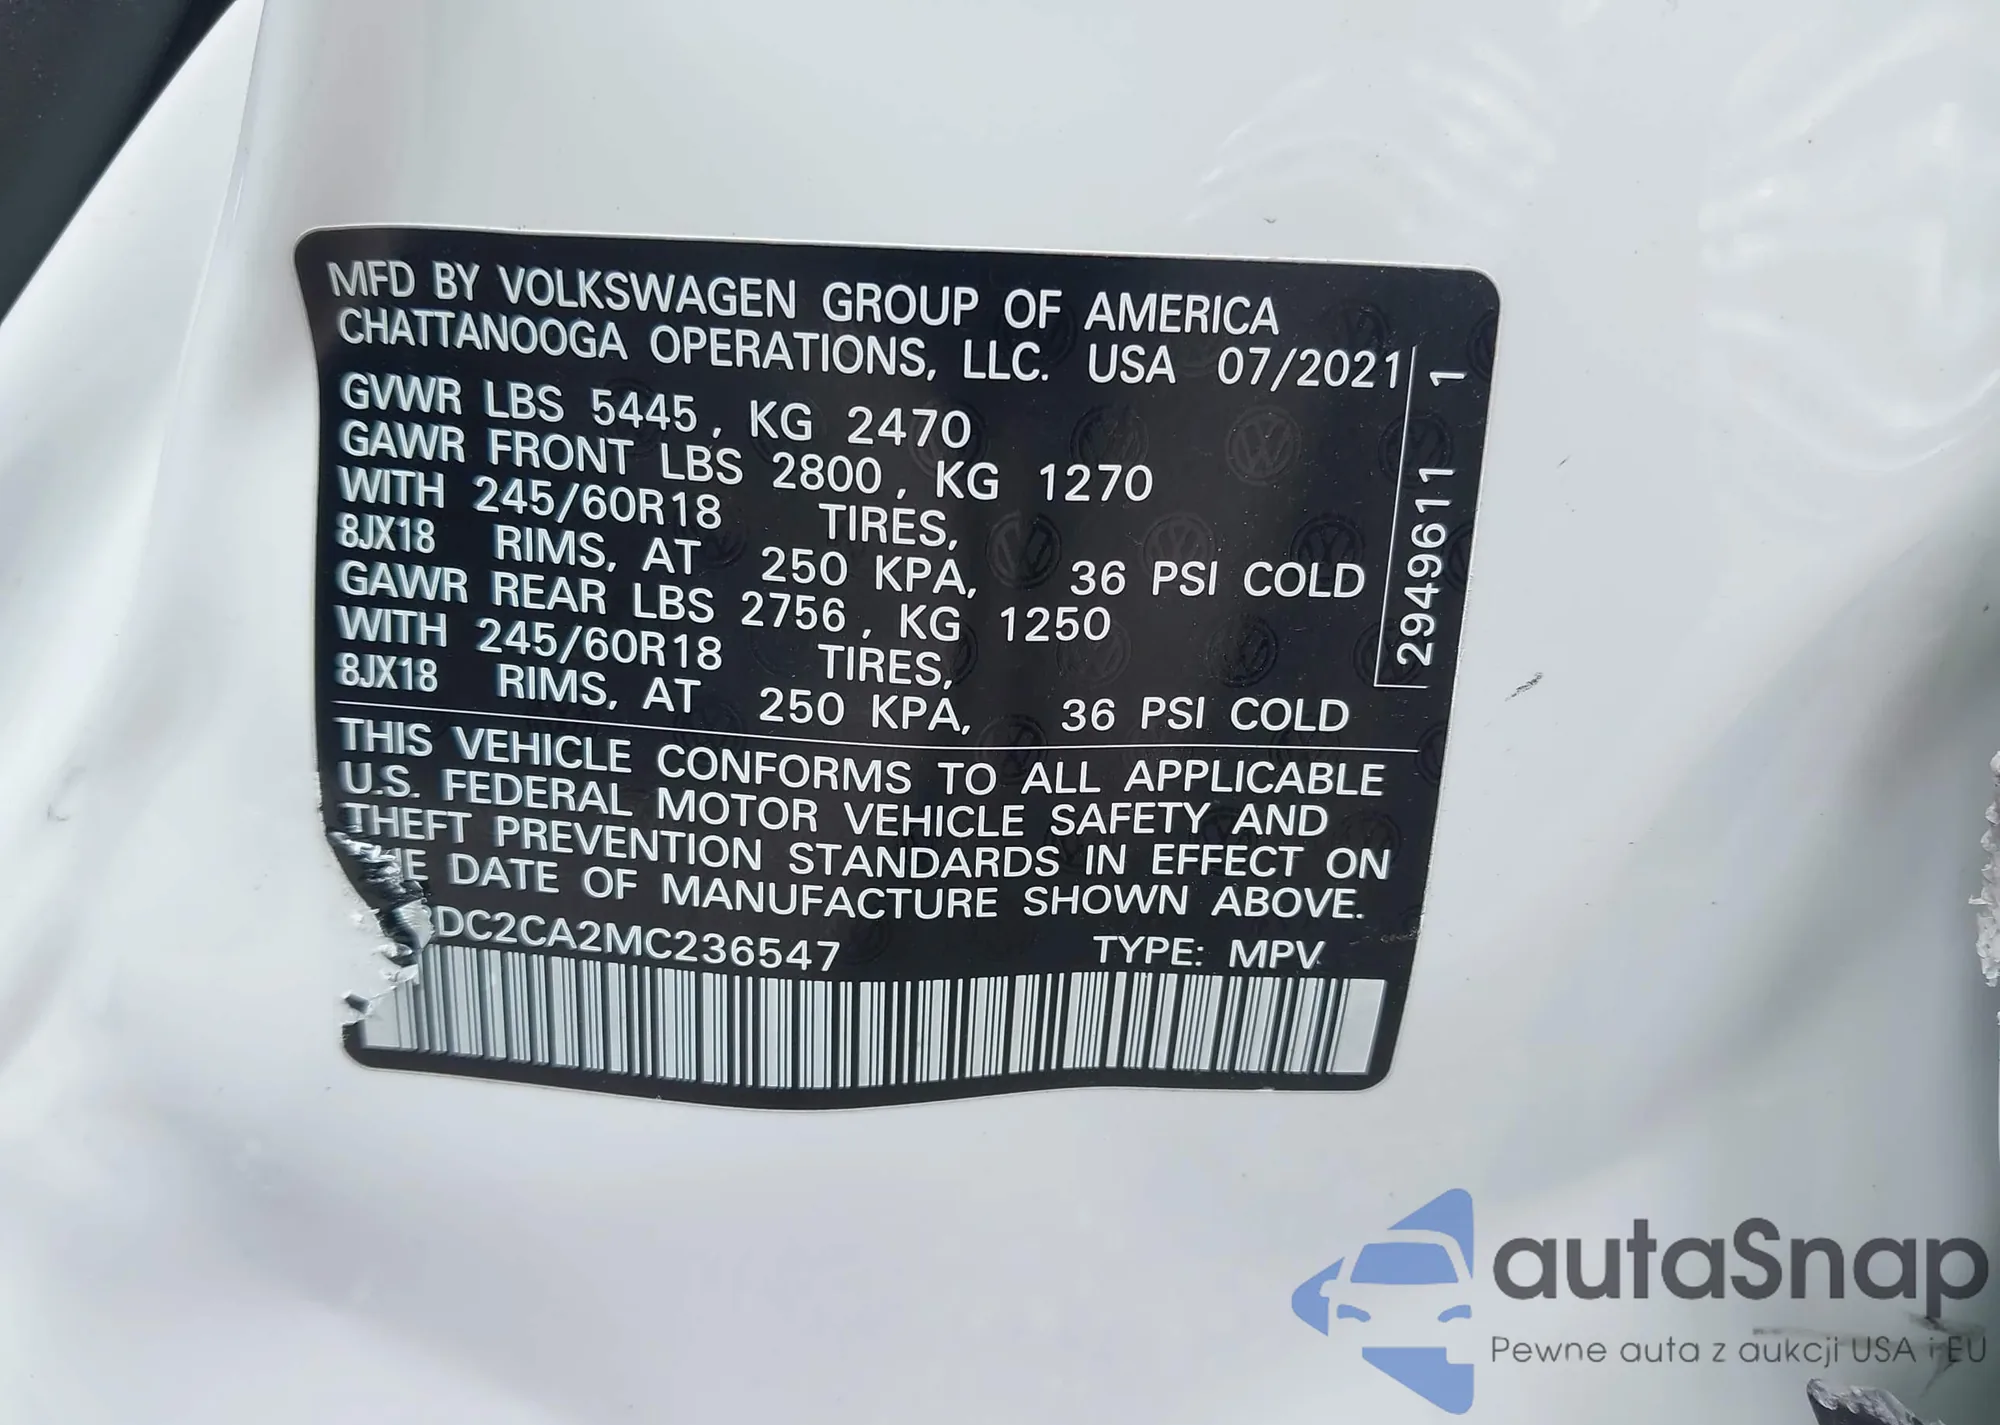 MFD BY VOLKSWAGEN GROUP OF AMERICA
CHATTANOOGA OPERATIONS, LLC. USA 07/2021
GVWR LBS 5445, KG 2470
GAWR FRONT LBS 2800, KG 1270
WITH 245/60R18 TIRES,
8JX18 RIMS, AT 250 KPA, 36 PSI COLD
GAWR REAR LBS 2756, KG 1250
WITH 245/60R18 TIRES,
8JX18 RIMS, AT 250 KPA, 36 PSI COLD
2949611 1
THIS VEHICLE CONFORMS TO ALL APPLICABLE
U.S. FEDERAL MOTOR VEHICLE SAFETY AND
THEFT PREVENTION STANDARDS IN EFFECT ON
HE DATE OF MANUFACTURE SHOWN ABOVE.
DC2CA2MC236547 TYPE: MPV
autaSnap
Pewne auta z aukcji USA i EU